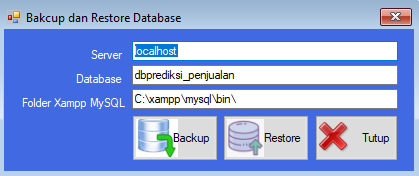 Bakcup dan Restore Database
Server localhost
Database dbprediksi_penjualan
Folder Xampp MySQL C:\xampp\mysql\bin\
Backup Restore Tutup